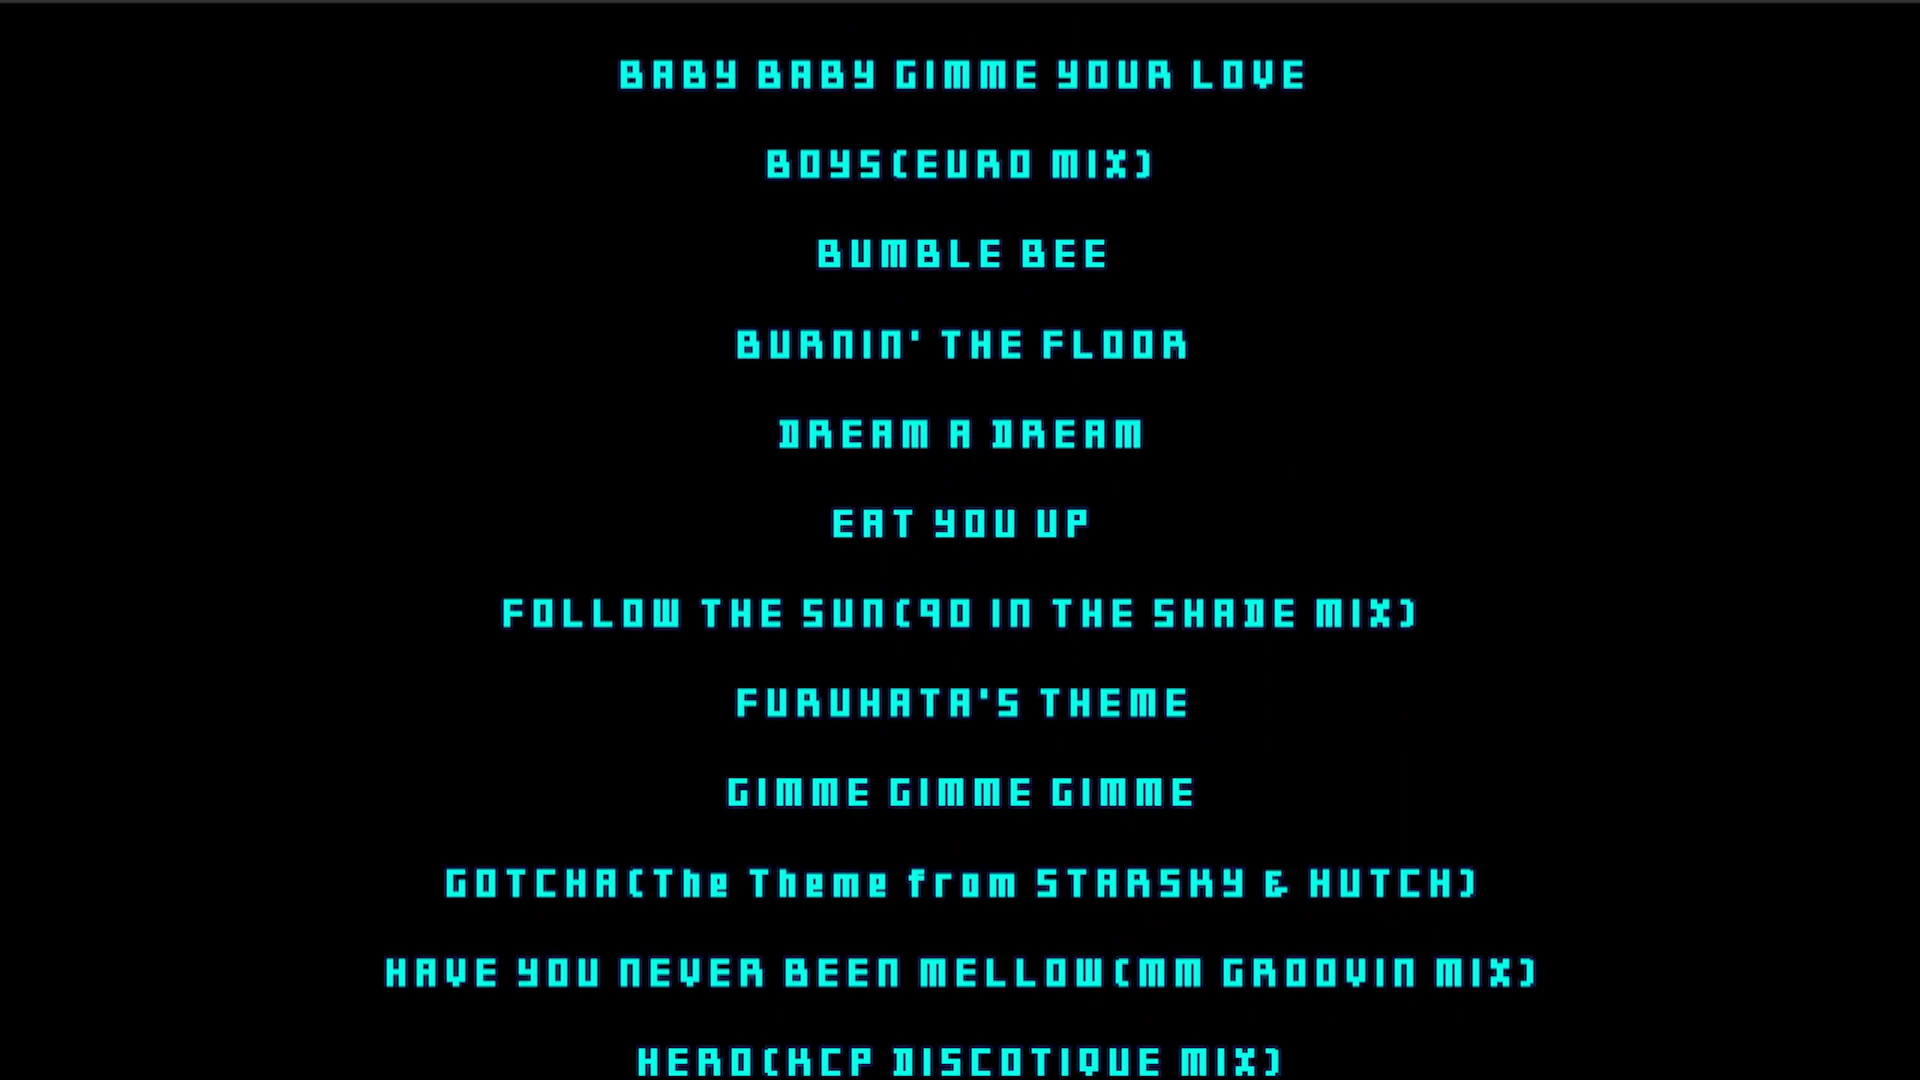 BABY BABY GIMME YOUR LOVE
BOYS(EURO MIX)
BUMBLE BEE
BURNIN' THE FLOOR
DREAM A DREAM
EAT YOU UP
FOLLOW THE SUN(90 IN THE SHADE MIX)
FURUHATA'S THEME
GIMME GIMME GIMME
GOTCHA(The Theme from STARSKY & HUTCH)
HAVE YOU NEVER BEEN MELLOW(MM GROOVIN MIX)
HERO(KCP DISCOTIQUE MIX)